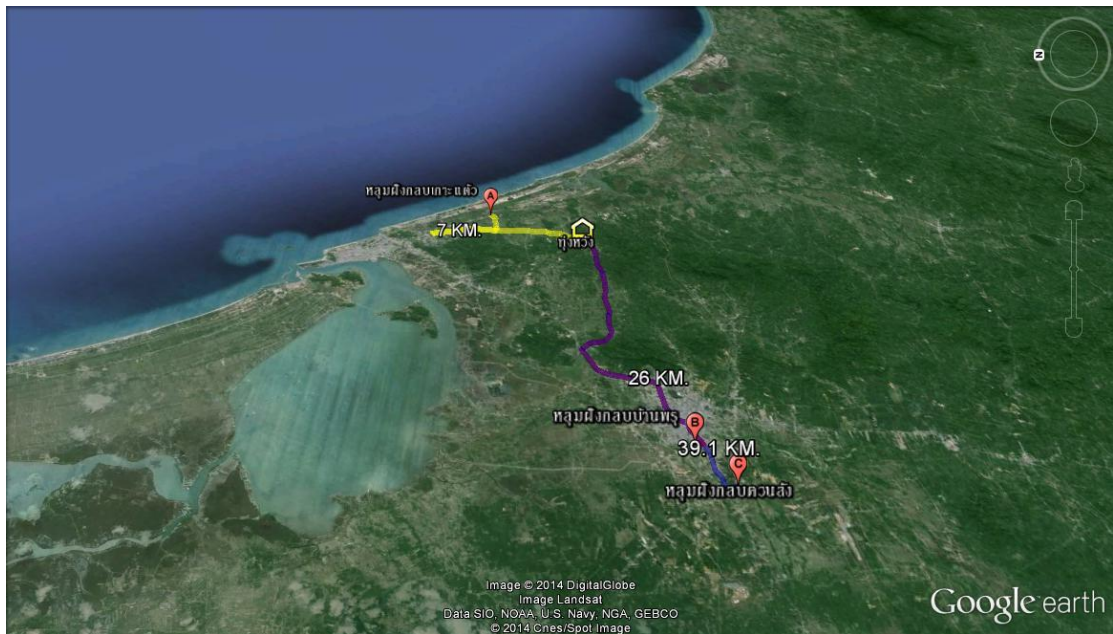 N
หลุมฝังกลบเกาะแต้ว
A
7 KM.
ทุ่งหวัง
26 KM.
หลุมฝังกลบบ้านพรุ
B
39.1 KM.
C
หลุมฝังกลบควนลัง
Image © 2014 DigitalGlobe
Image Landsat
Data SIO, NOAA, U.S. Navy, NGA, GEBCO
© 2014 Cnes/Spot Image
Google earth